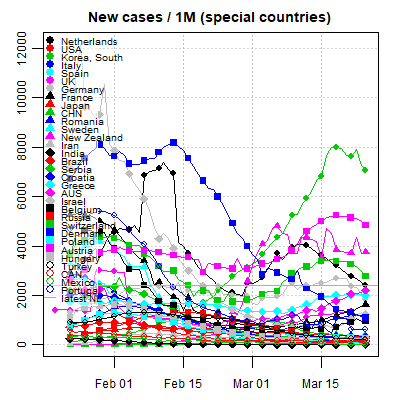 New cases / 1M (special countries)
12000
10000
8000
6000
4000
2000
0
Netherlands
USA
Korea, South
Italy
Spain
UK
Germany
France
Japan
CHN
Romania
Sweden
New Zealand
Iran
India
Brazil
Serbia
Croatia
Greece
AUS
Israel
Belgium
Russia
Switzerland
Denmark
Poland
Austria
Hungary
Turkey
CAN
Mexico
Portugal
latest NL
Feb 01 Feb 15 Mar 01 Mar 15